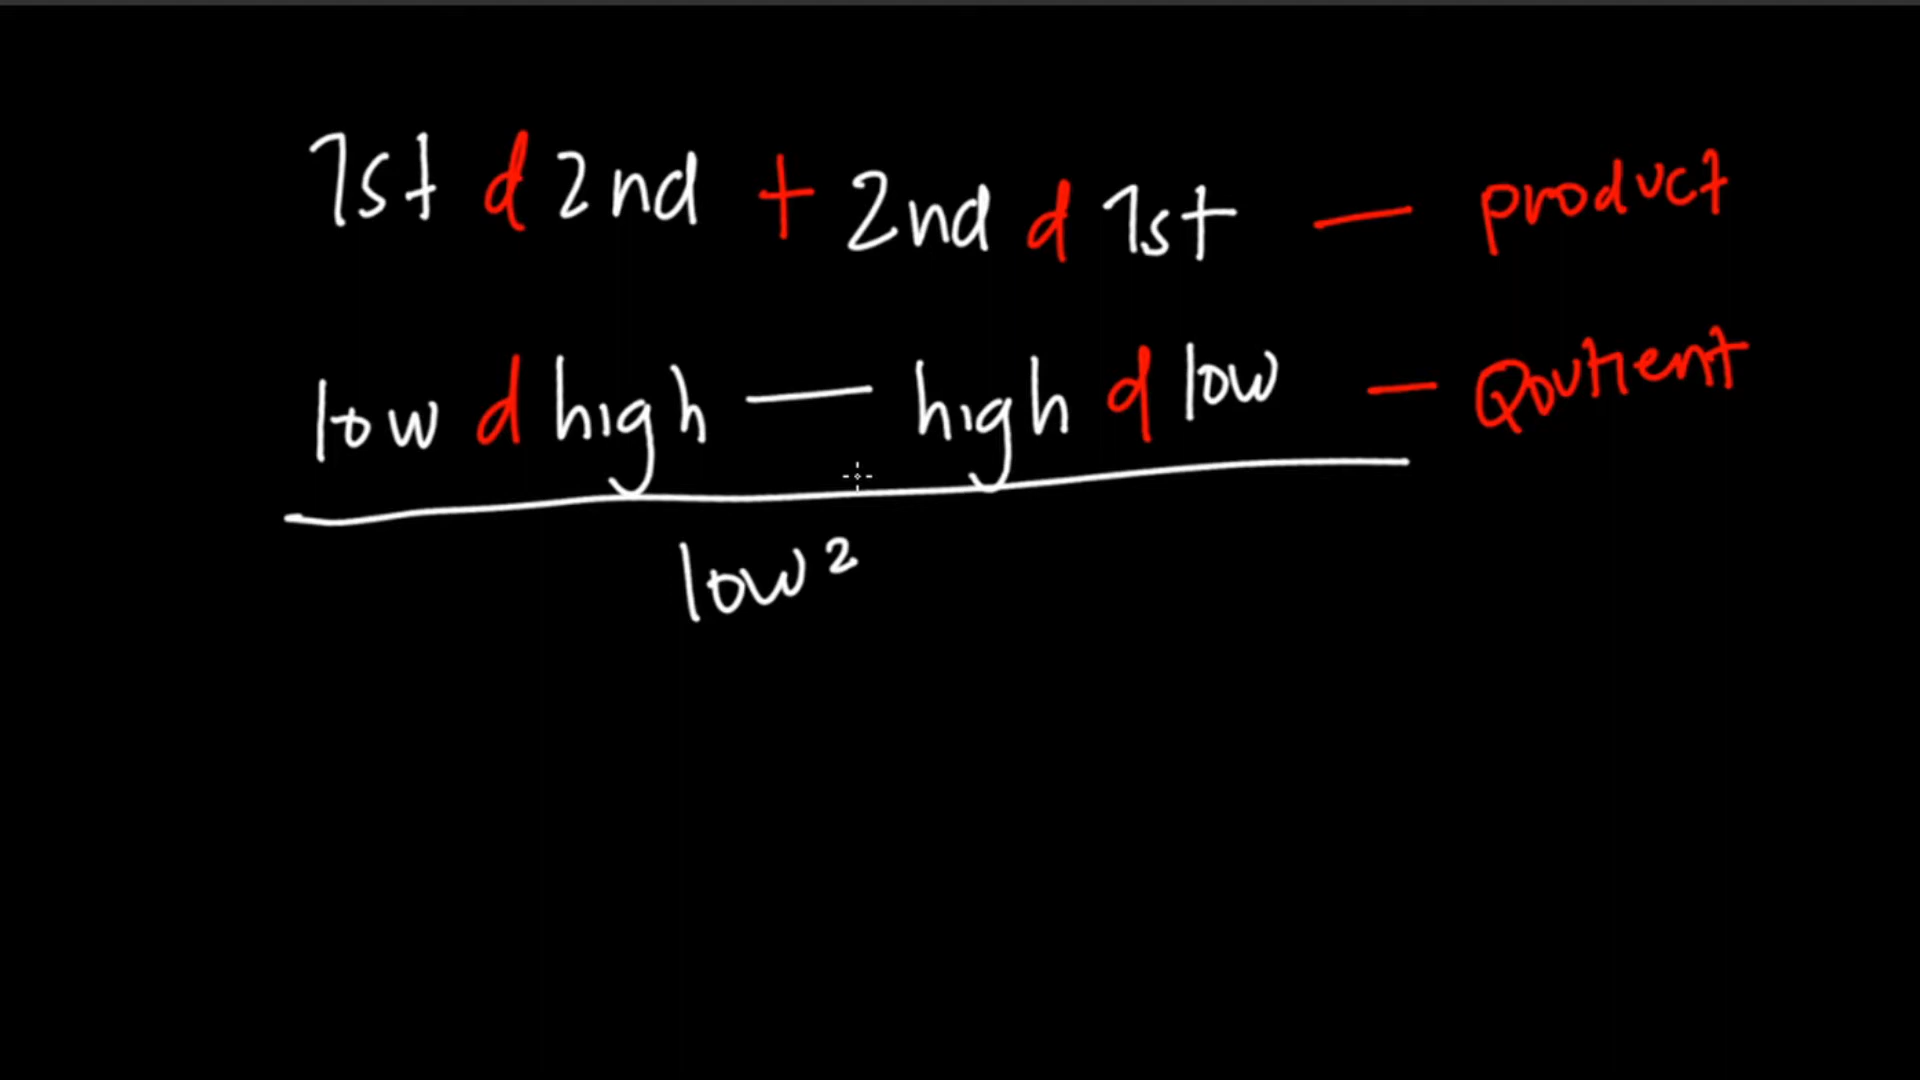 1st d 2nd + 2nd d 1st — product
low d high — high d low — Qoutient
low²